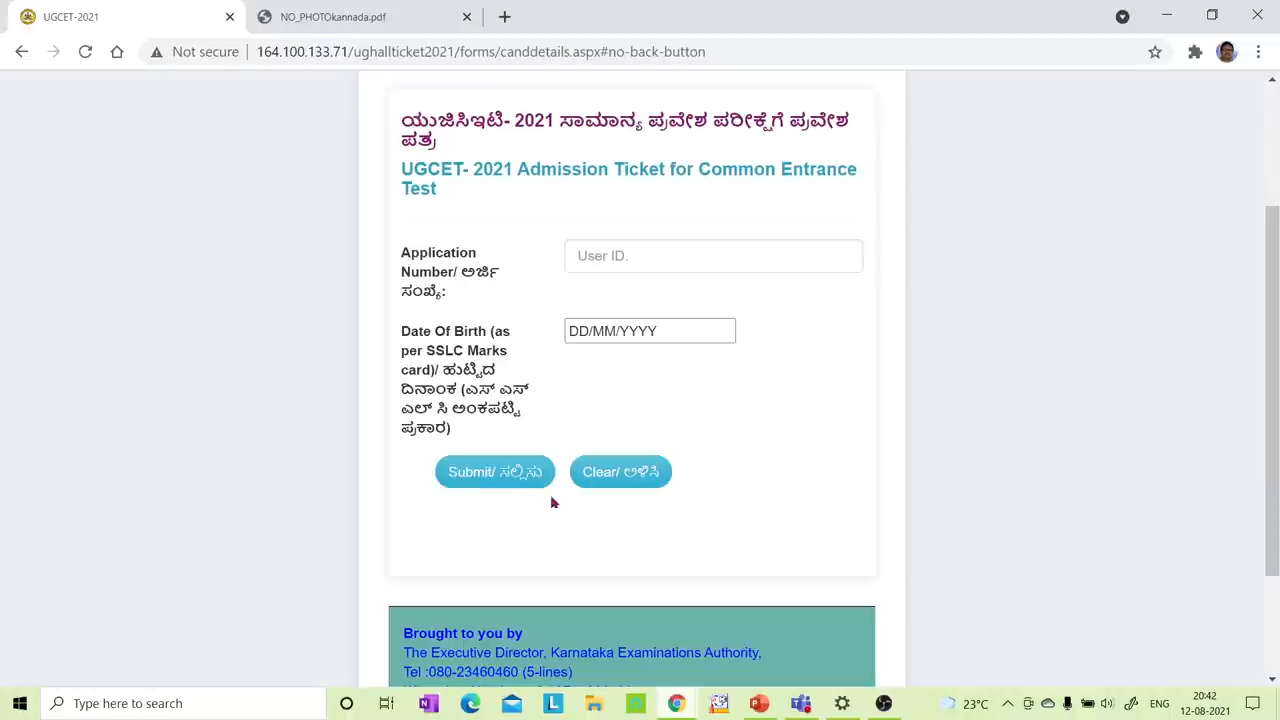 UGCET-2021
NO_PHOTOkannada.pdf
Not secure
164.100.133.71/ughallticket2021/forms/canddetails.aspx#no-back-button
ಯುಜಿಸಿಇಟಿ- 2021 ಸಾಮಾನ್ಯ ಪ್ರವೇಶ ಪರೀಕ್ಷೆಗೆ ಪ್ರವೇಶ
ಪತ್ರ
UGCET- 2021 Admission Ticket for Common Entrance
Test
Application
Number/ ಅರ್ಜಿ
ಸಂಖ್ಯೆ:
User ID.
Date Of Birth (as
per SSLC Marks
card)/ ಹುಟ್ಟಿದ
ದಿನಾಂಕ (ಎಸ್ ಎಸ್
ಎಲ್ ಸಿ ಅಂಕಪಟ್ಟಿ
ಪ್ರಕಾರ)
DD/MM/YYYY
Submit/ ಸಲ್ಲಿಸು
Clear/ ಅಳಿಸಿ
Brought to you by
The Executive Director, Karnataka Examinations Authority,
Tel :080-23460460 (5-lines)
Type here to search
23°C
ENG
20:42
12-08-2021